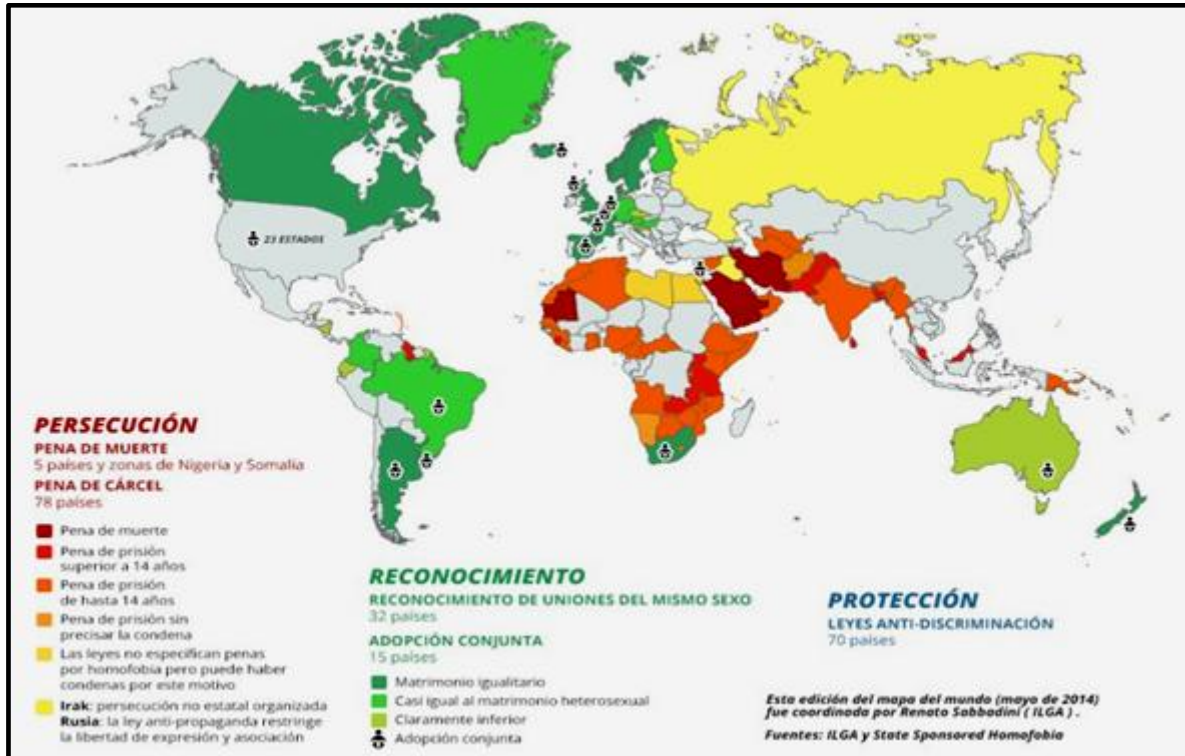 23 ESTADOS
PERSECUCIÓN
PENA DE MUERTE
5 países y zonas de Nigeria y Somalia
PENA DE CÁRCEL
78 países
Pena de muerte
Pena de prisión
superior a 14 años
Pena de prisión
de hasta 14 años
Pena de prisión sin
precisar la condena
Las leyes no especifican penas
por homofobia pero puede haber
condenas por este motivo
Irak: persecución no estatal organizada
Rusia: la ley anti-propaganda restringe
la libertad de expresión y asociación
RECONOCIMIENTO
RECONOCIMIENTO DE UNIONES DEL MISMO SEXO
32 países
ADOPCIÓN CONJUNTA
15 países
Matrimonio igualitario
Casi igual al matrimonio heterosexual
Claramente inferior
Adopción conjunta
PROTECCIÓN
LEYES ANTI-DISCRIMINACIÓN
70 países
Esta edición del mapa del mundo (mayo de 2014)
fue coordinada por Renato Sabbadini ( ILGA ) .
Fuentes: ILGA y State Sponsored Homofobia